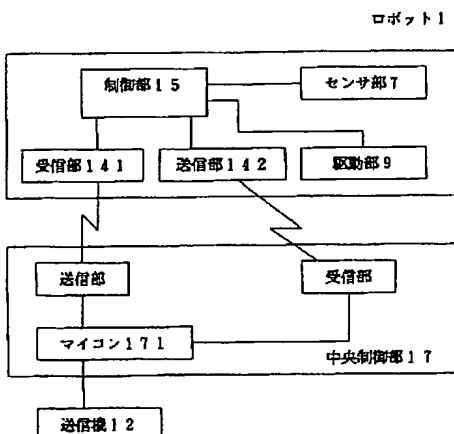 ロボット1
制御部15
センサ部7
受信部141
送信部142
駆動部9
送信部
受信部
マイコン171
中央制御部17
送信機12